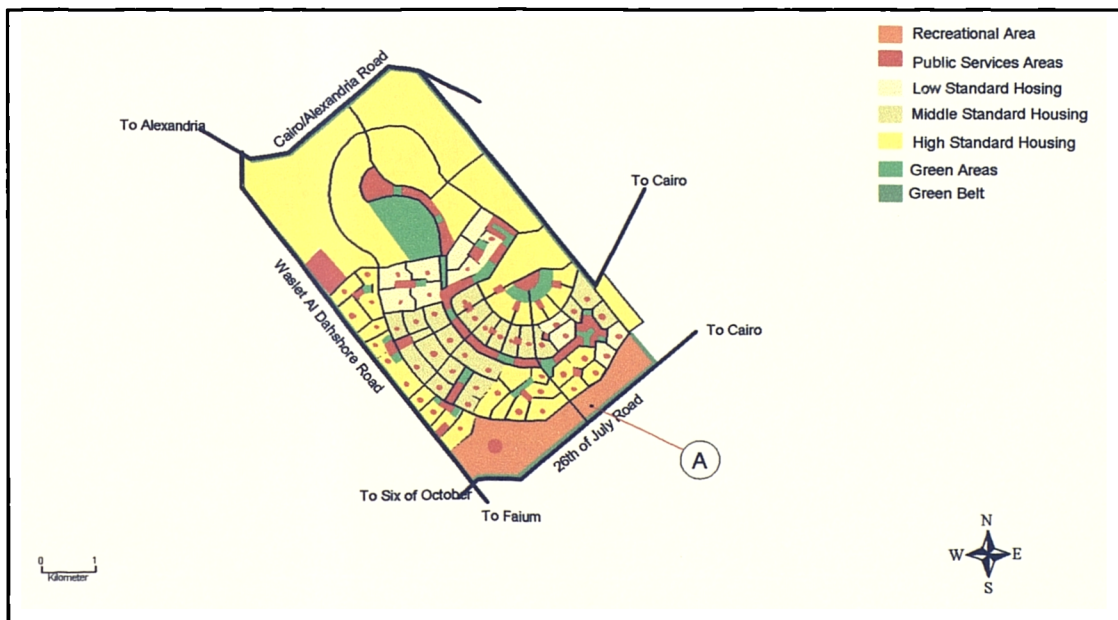 Recreational Area
Public Services Areas
Low Standard Hosing
Middle Standard Housing
High Standard Housing
Green Areas
Green Belt
Cairo/Alexandria Road
To Alexandria
To Cairo
Waslet Al Dahshore Road
To Cairo
26th of July Road
A
To Six of October
To Faium
0 1
Kilometer
N
W E
S